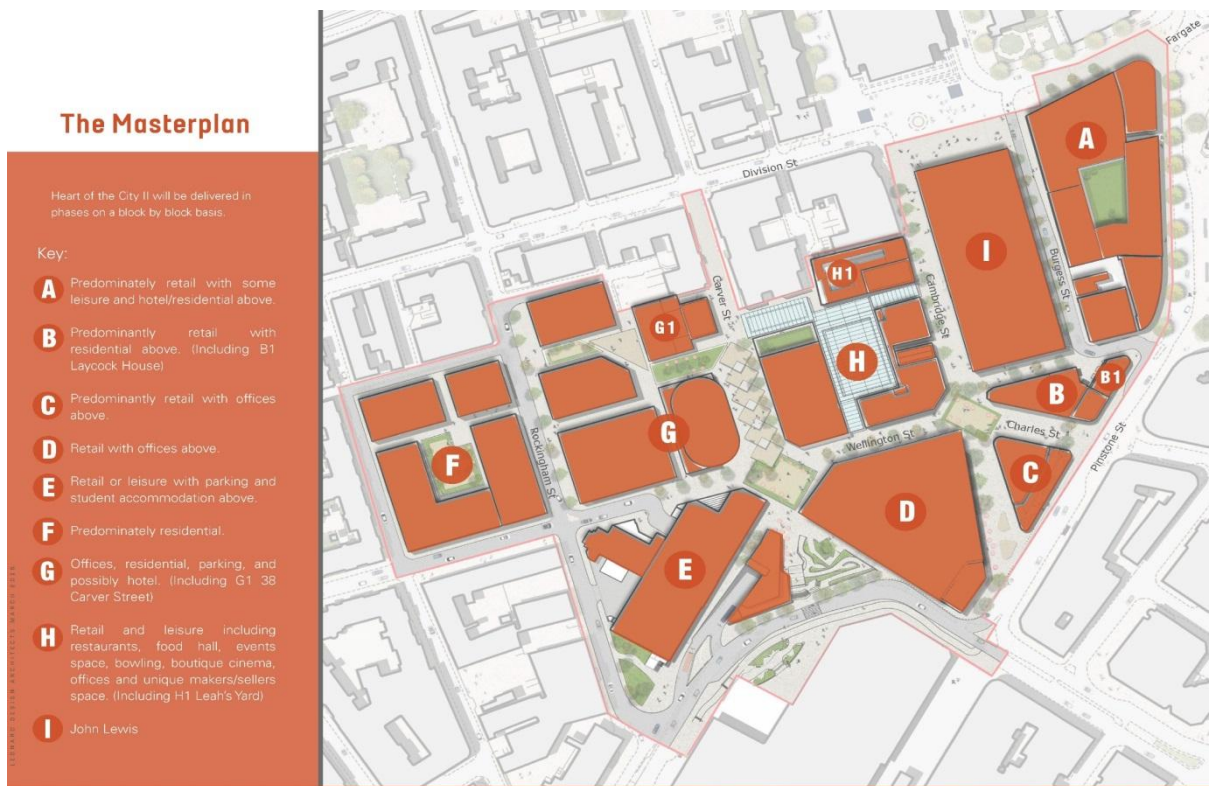 The Masterplan
Heart of the City II will be delivered in
phases on a block by block basis.
Key:
A
Predominately retail with some
leisure and hotel/residential above.
B
Predominantly retail with
residential above. (Including B1
Laycock House)
C
Predominantly retail with offices
above.
D
Retail with offices above.
E
Retail or leisure with parking and
student accommodation above.
F
Predominately residential.
G
Offices, residential, parking, and
possibly hotel. (Including G1 38
Carver Street)
H
Retail and leisure including
restaurants, food hall, events
space, bowling, boutique cinema,
offices and unique makers/sellers
space. (Including H1 Leah's Yard)
I
John Lewis
LEONARD DESIGN ARCHITECTS MARCH
Fargate
A
Division St
I
Burgess St
H1
Carver St
Cambridge St
G1
H
B1
B
Charles St
Pinstone St
Wellington St
G
Rockingham St
F
C
D
E